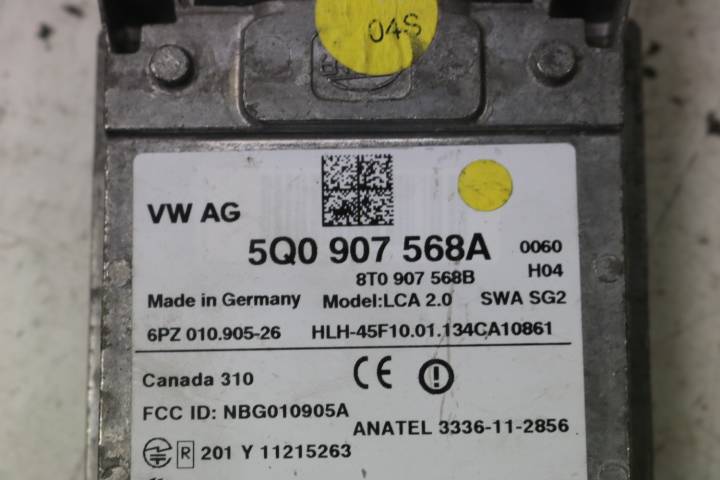 04S
VW AG
5Q0 907 568A 0060
8T0 907 568B H04
Made in Germany Model:LCA 2.0 SWA SG2
6PZ 010.905-26 HLH-45F10.01.134CA10861
Canada 310 CE
FCC ID: NBG010905A
ANATEL 3336-11-2856
R 201 Y 11215263